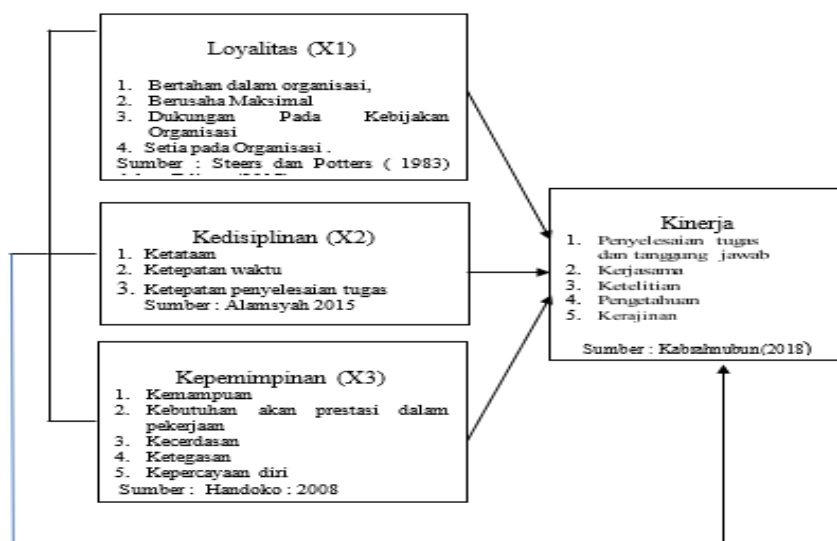 Loyalitas (X1)
1. Bertahan dalam organisasi,
2. Berusaha Maksimal
3. Dukungan Pada Kebijakan
Organisasi
4. Setia pada Organisasi .
Sumber : Steers dan Potters ( 1983)
Kedisiplinan (X2)
1. Ketataan
2. Ketepatan waktu
3. Ketepatan penyelesaian tugas
Sumber : Alamsyah 2015
Kepemimpinan (X3)
1. Kemampuan
2. Kebutuhan akan prestasi dalam
pekerjaan
3. Kecerdasan
4. Ketegasan
5. Kepercayaan diri
Sumber : Handoko : 2008
Kinerja
1. Penyelesaian tugas
dan tanggung jawab
2. Kerjasama
3. Ketelitian
4. Pengetahuan
5. Kerajinan
Sumber : Kabrahnubun(2018)